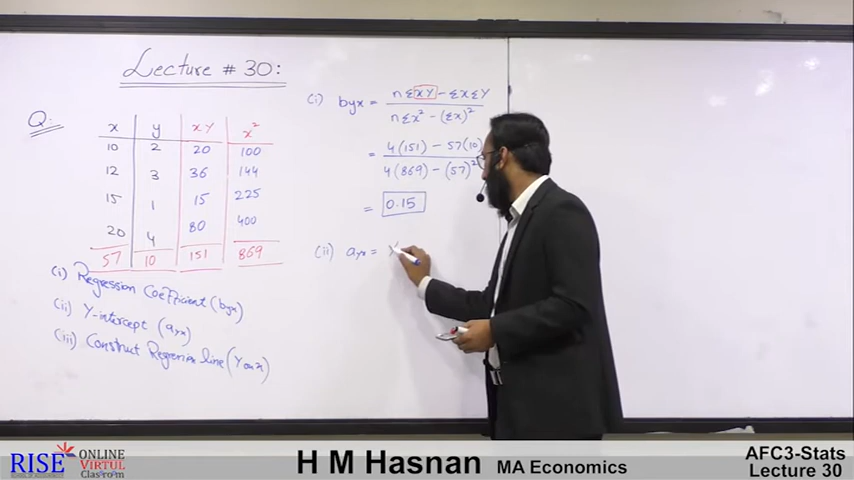 Lecture # 30:
Q:
x y xy x²
10 2 20 100
12 3 36 144
15 1 15 225
20 4 80 400
57 10 151 869
(i) Regression Coefficient (byx)
(ii) Y-intercept (ayx)
(iii) Construct Regression line (Y on x)
(i) byx = nΣXY - ΣXΣY / nΣx² - (Σx)²
= 4(151) - 57(10) / 4(869) - (57)²
= 0.15
(ii) ayx =
RISE ONLINE VIRTUL Classroom
H M Hasnan MA Economics
AFC3-Stats
Lecture 30